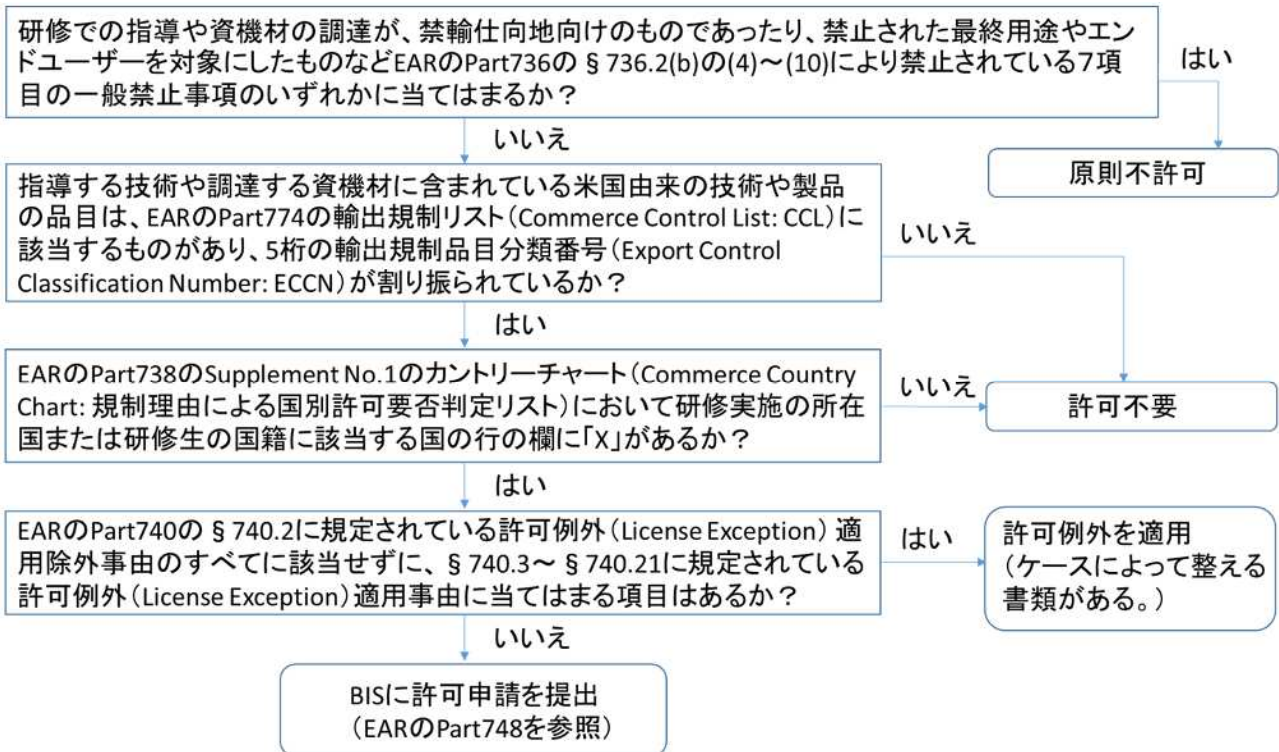 研修での指導や資機材の調達が、禁輸仕向地向けのものであったり、禁止された最終用途やエン
ドユーザーを対象にしたものなどEARのPart736の§736.2(b)の(4)～(10)により禁止されている7項
目の一般禁止事項のいずれかに当てはまるか？
はい
いいえ
原則不許可
指導する技術や調達する資機材に含まれている米国由来の技術や製品
の品目は、EARのPart774の輸出規制リスト(Commerce Control List: CCL)に
該当するものがあり、5桁の輸出規制品目分類番号(Export Control
Classification Number: ECCN)が割り振られているか？
いいえ
はい
EARのPart738のSupplement No.1のカントリーチャート(Commerce Country
Chart: 規制理由による国別許可要否判定リスト)において研修実施の所在
国または研修生の国籍に該当する国の行の欄に「X」があるか？
いいえ
許可不要
はい
EARのPart740の§740.2に規定されている許可例外(License Exception) 適
用除外事由のすべてに該当せずに、§740.3～§740.21に規定されている
許可例外(License Exception)適用事由に当てはまる項目はあるか？
はい
許可例外を適用
(ケースによって整える
書類がある。)
いいえ
BISに許可申請を提出
(EARのPart748を参照)